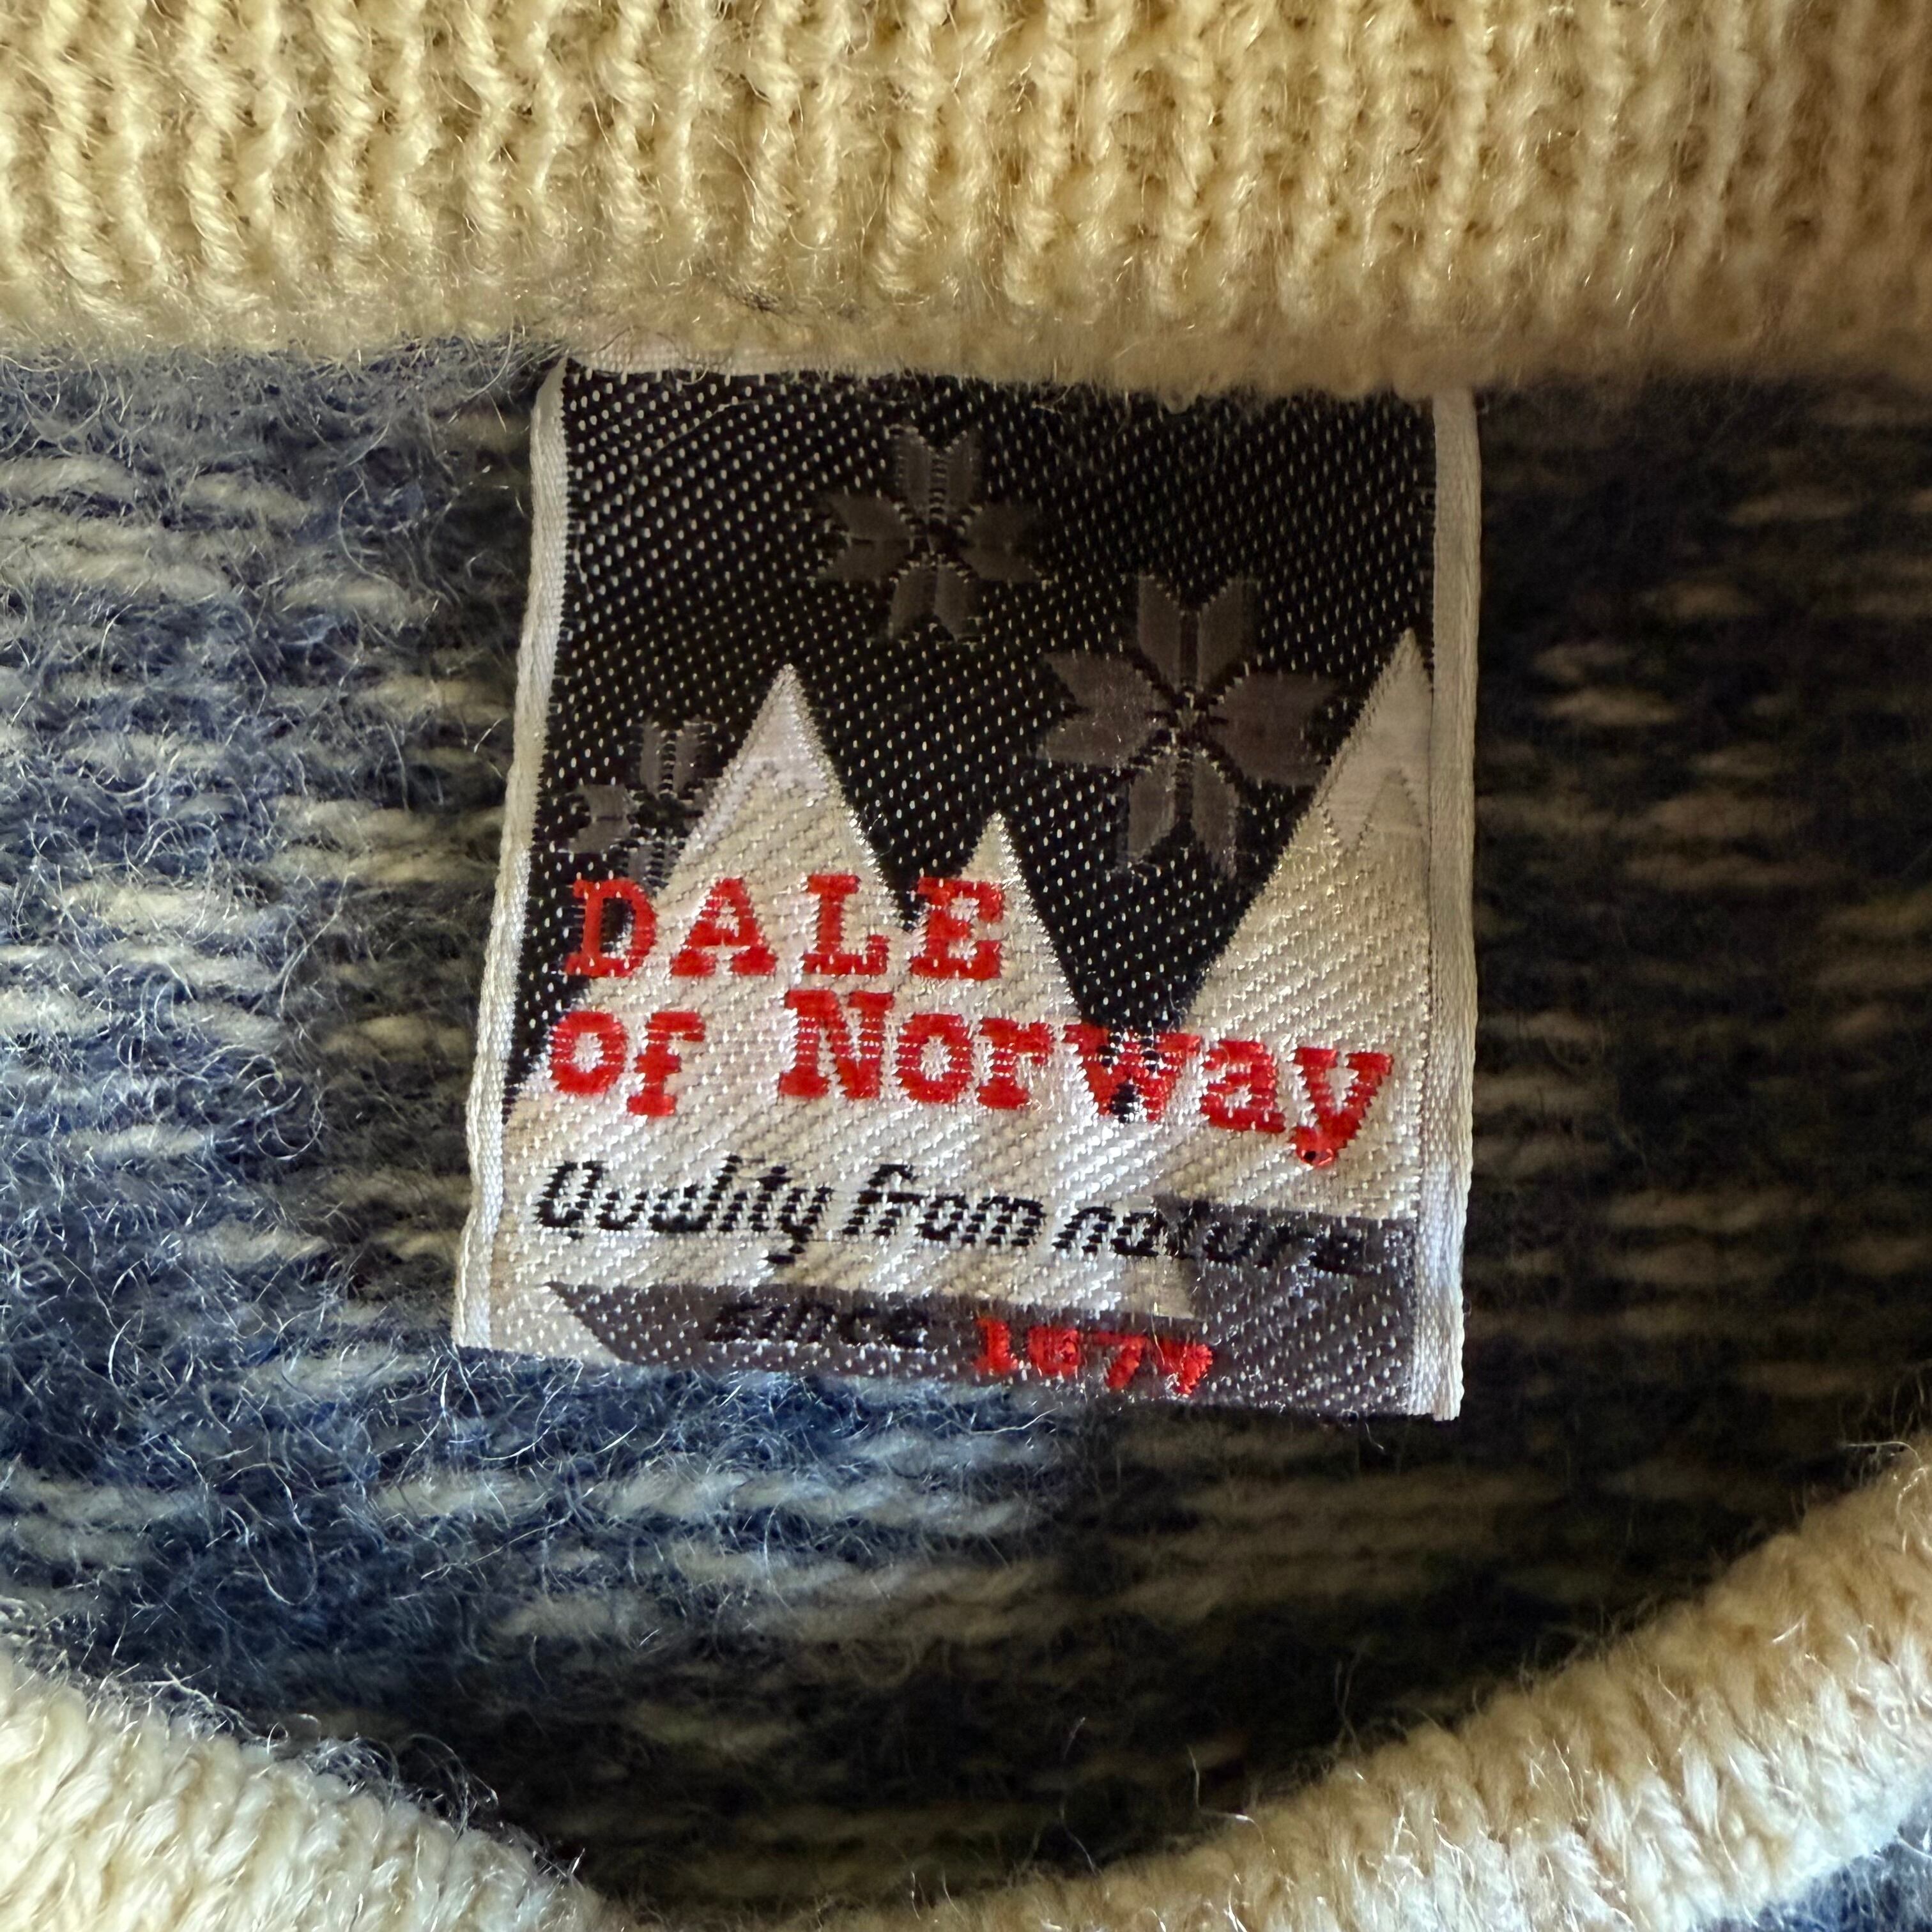 DALE
of Norway
Quality from nature
since 1879